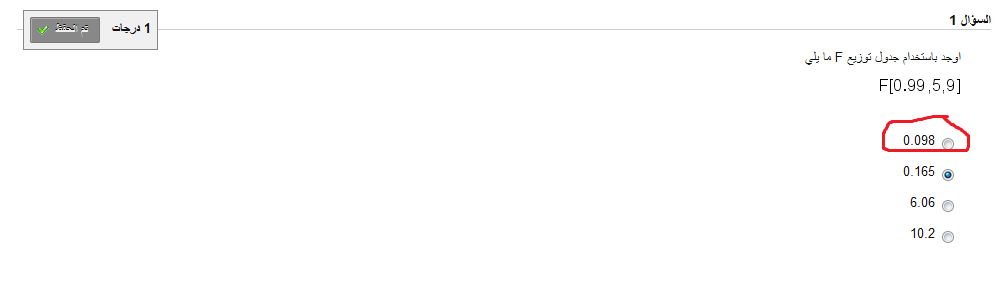 السؤال 1
1 درجات
تم الحفظ
اوجد باستخدام جدول توزيع F ما يلي
F[0.99,5,9]
0.098
0.165
6.06
10.2